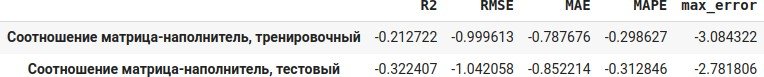 R2 RMSE MAE MAPE max_error
Соотношение матрица-наполнитель, тренировочный -0.212722 -0.999613 -0.787676 -0.298627 -3.084322
Соотношение матрица-наполнитель, тестовый -0.322407 -1.042058 -0.852214 -0.312846 -2.781806